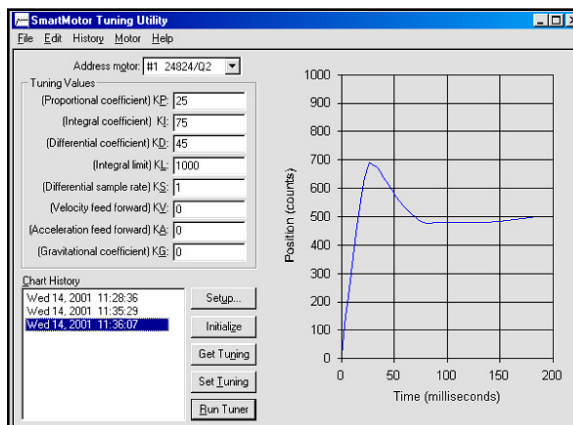 SmartMotor Tuning Utility
File Edit History Motor Help
Address motor: #1 24824/Q2
Tuning Values
(Proportional coefficient) KP: 25
(Integral coefficient) KI: 75
(Differential coefficient) KD: 45
(Integral limit) KL: 1000
(Differential sample rate) KS: 1
(Velocity feed forward) KV: 0
(Acceleration feed forward) KA: 0
(Gravitational coefficient) KG: 0
Chart History
Wed 14, 2001 11:28:36
Wed 14, 2001 11:35:29
Wed 14, 2001 11:36:07
Setup...
Initialize
Get Tuning
Set Tuning
Run Tuner
Position (counts)
1000
900
800
700
600
500
400
300
200
100
0
0 50 100 150 200
Time (milliseconds)